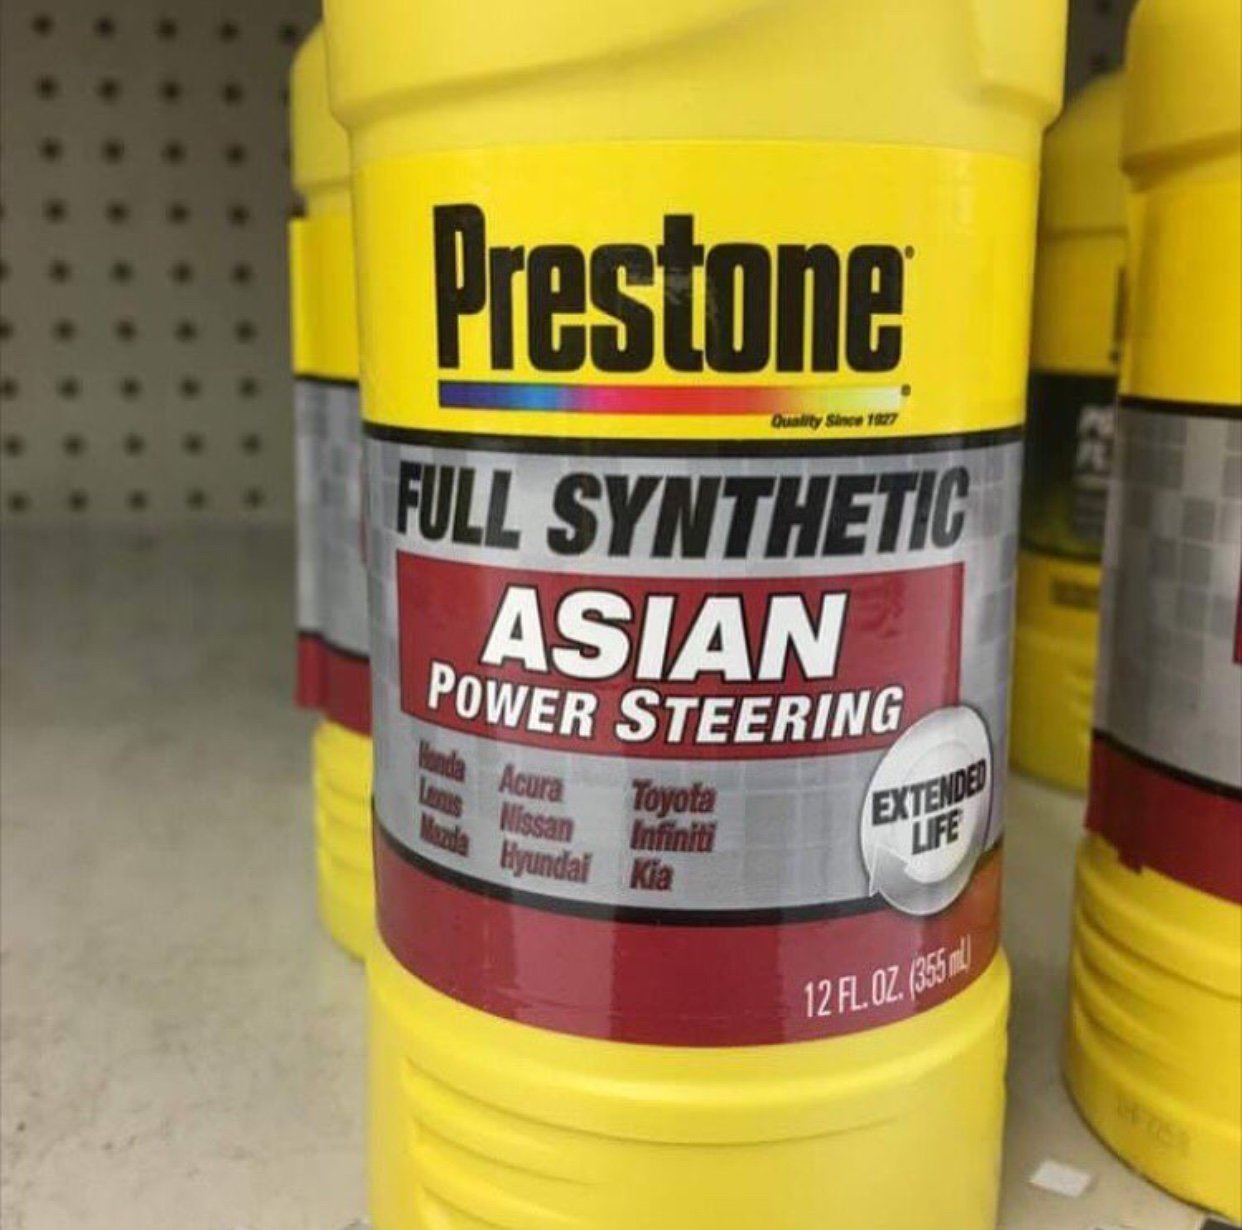 Prestone
Quality Since 1927
FULL SYNTHETIC
ASIAN
POWER STEERING
Honda Acura Toyota
Lexus Nissan Infiniti
Mazda Hyundai Kia
EXTENDED
LIFE
12 FL. OZ. (355 mL)